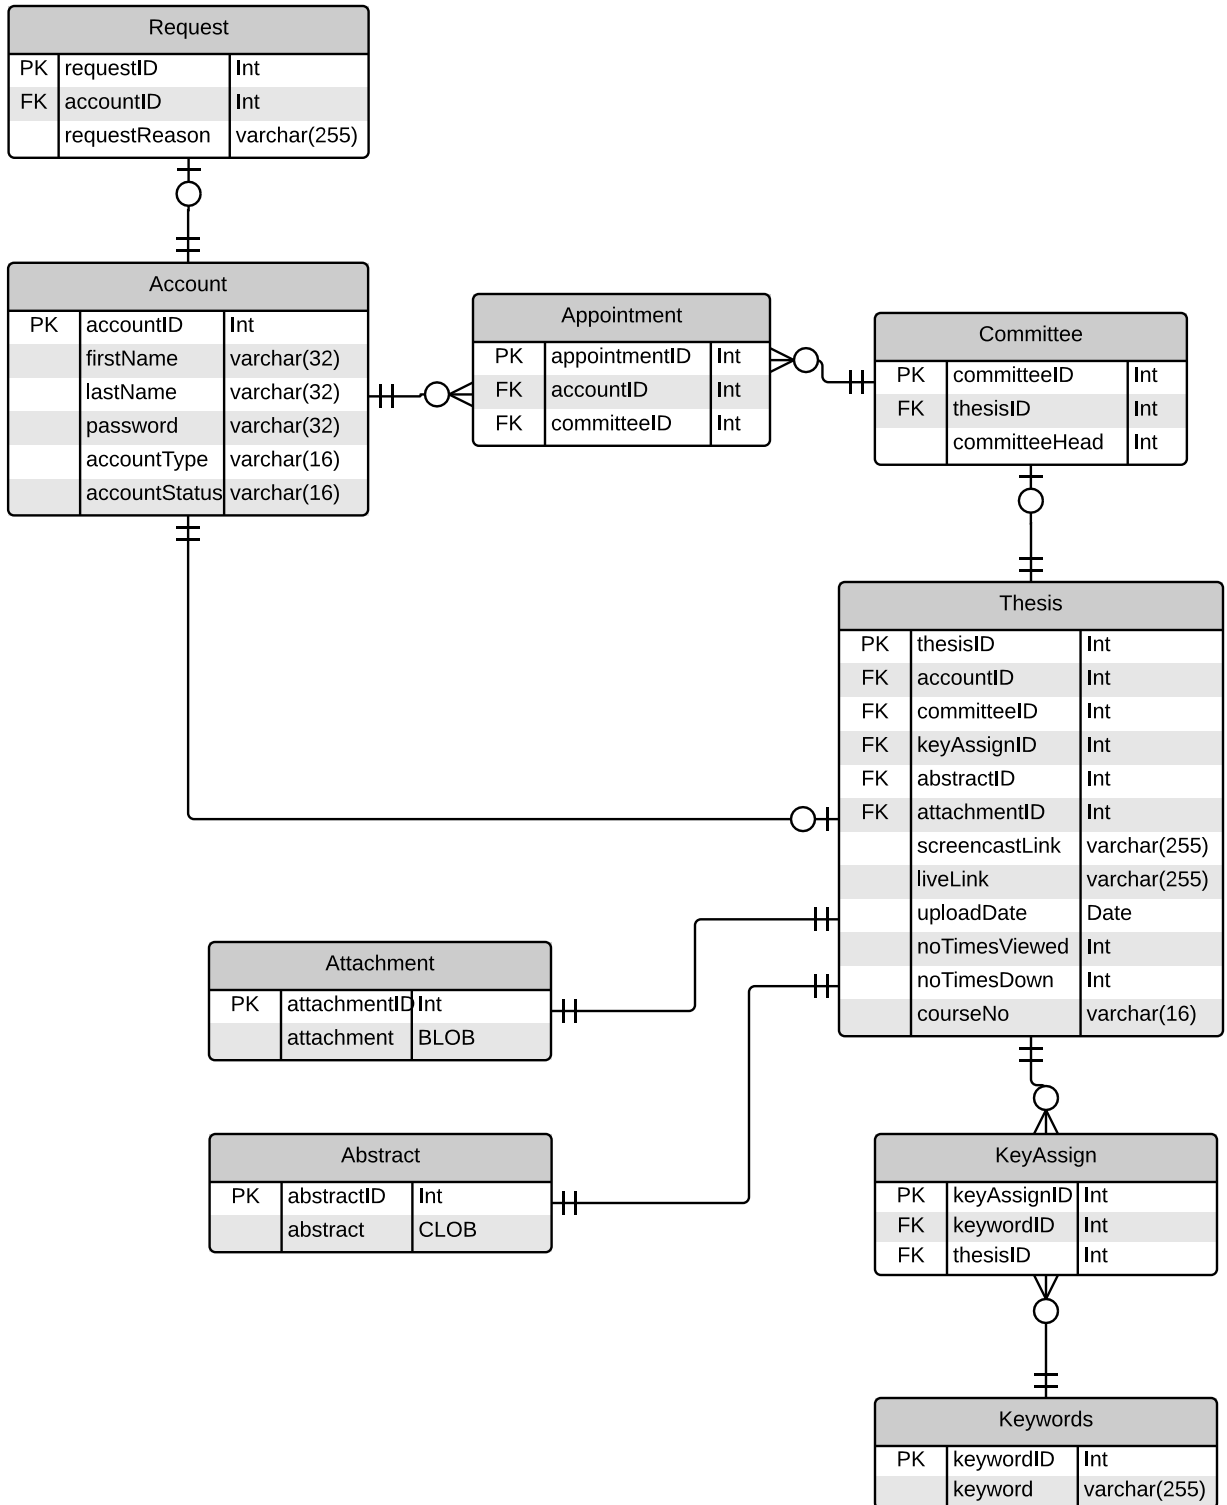 Request
PK requestID Int
FK accountID Int
requestReason varchar(255)
Account
PK accountID Int
firstName varchar(32)
lastName varchar(32)
password varchar(32)
accountType varchar(16)
accountStatus varchar(16)
Appointment
PK appointmentID Int
FK accountID Int
FK committeeID Int
Committee
PK committeeID Int
FK thesisID Int
committeeHead Int
Thesis
PK thesisID Int
FK accountID Int
FK committeeID Int
FK keyAssignID Int
FK abstractID Int
FK attachmentID Int
screencastLink varchar(255)
liveLink varchar(255)
uploadDate Date
noTimesViewed Int
noTimesDown Int
courseNo varchar(16)
Attachment
PK attachmentID Int
attachment BLOB
Abstract
PK abstractID Int
abstract CLOB
KeyAssign
PK keyAssignID Int
FK keywordID Int
FK thesisID Int
Keywords
PK keywordID Int
keyword varchar(255)